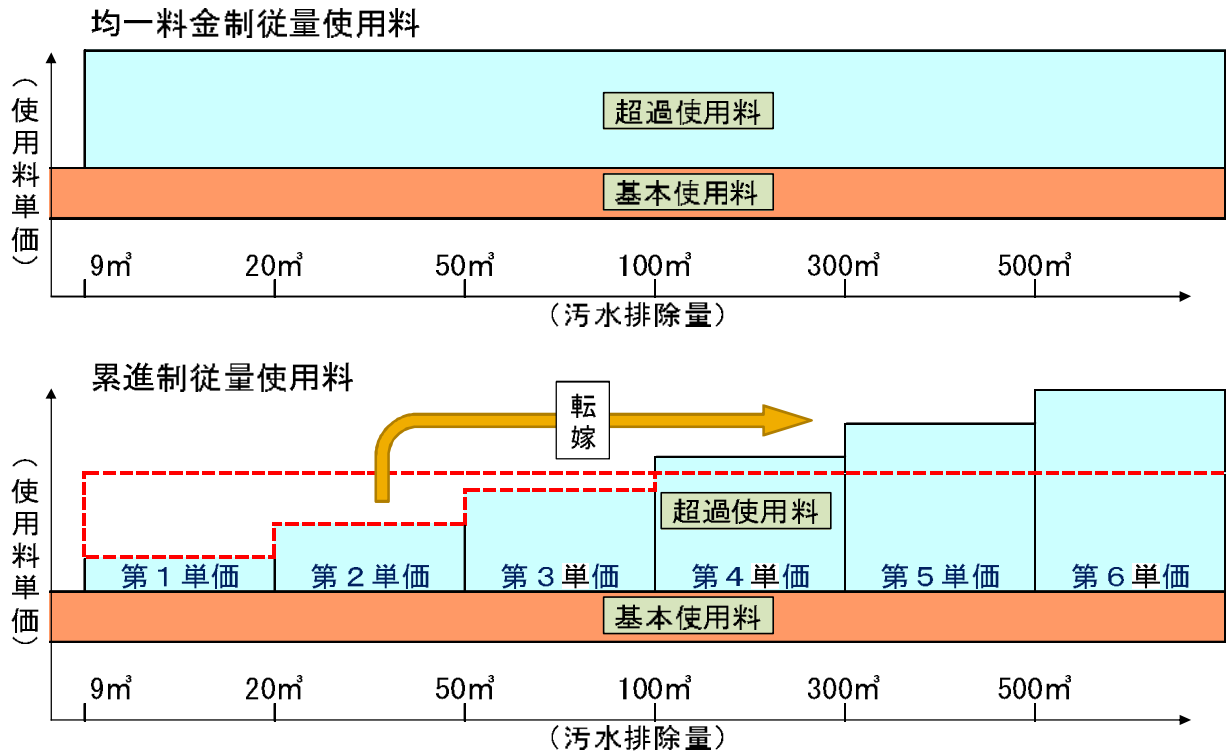 均一料金制従量使用料
（使用料単価）
超過使用料
基本使用料
9㎥ 20㎥ 50㎥ 100㎥ 300㎥ 500㎥
（汚水排除量）
累進制従量使用料
転嫁
（使用料単価）
超過使用料
第１単価 第２単価 第３単価 第４単価 第５単価 第６単価
基本使用料
9㎥ 20㎥ 50㎥ 100㎥ 300㎥ 500㎥
（汚水排除量）